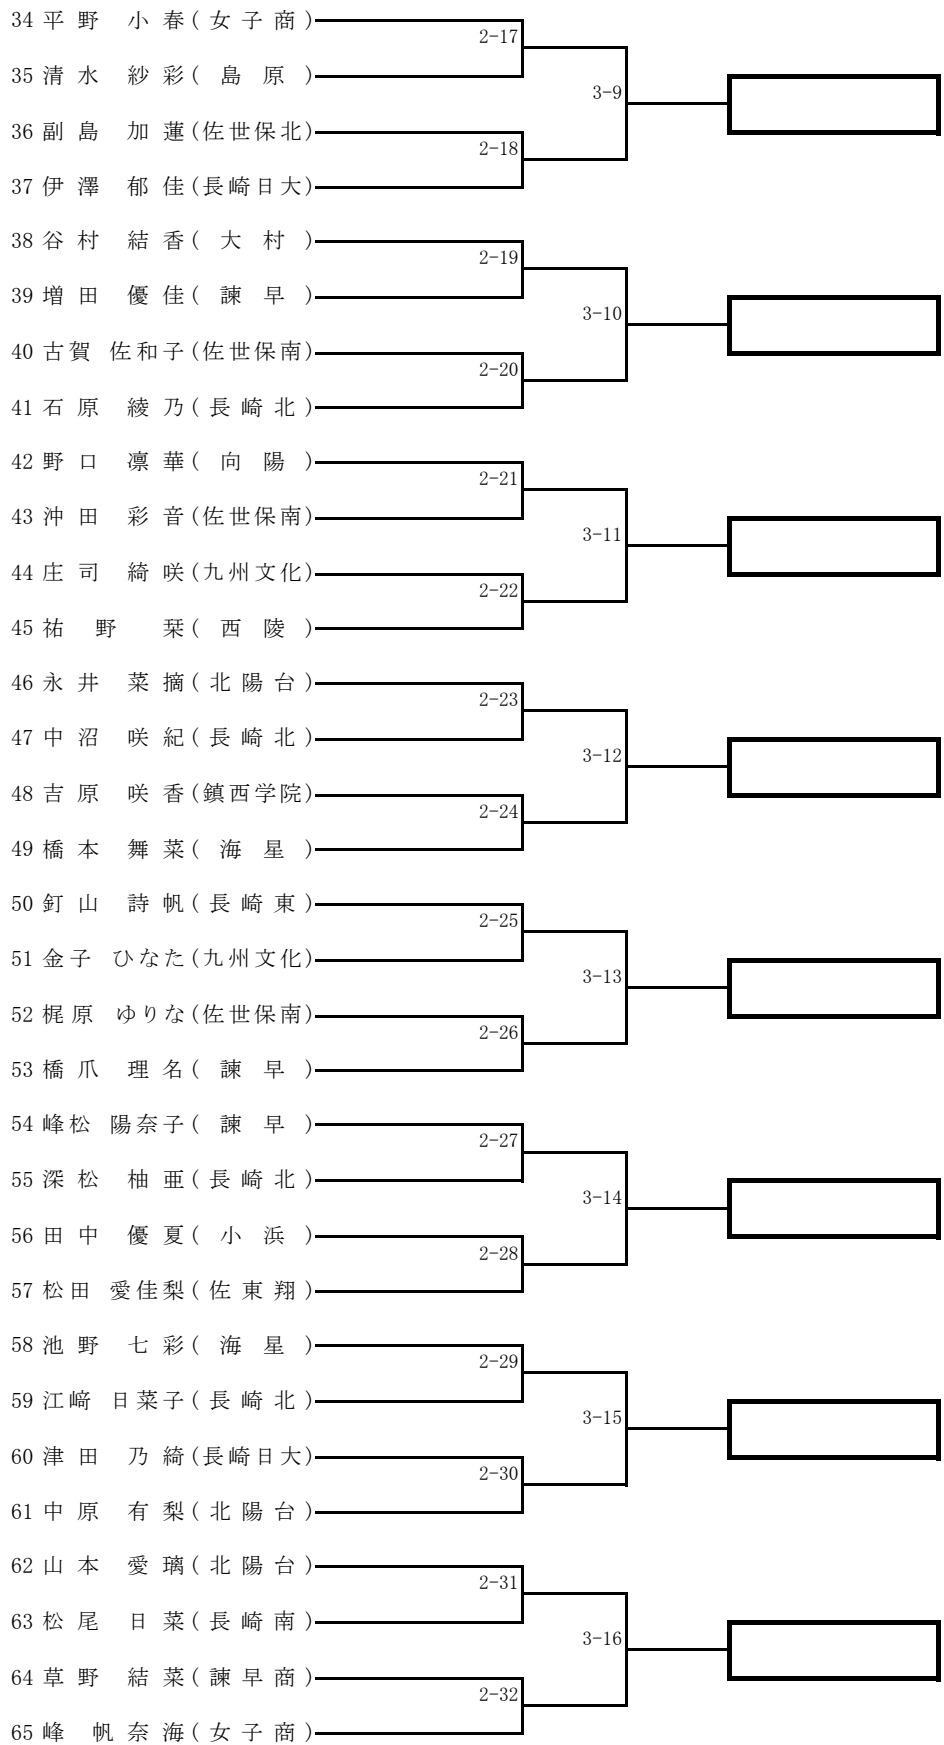 34 平野 小春(女子商)
2-17
35 清水 紗彩(島原)
3-9
36 副島 加蓮(佐世保北)
2-18
37 伊澤 郁佳(長崎日大)
38 谷村 結香(大村)
2-19
39 増田 優佳(諫早)
3-10
40 古賀 佐和子(佐世保南)
2-20
41 石原 綾乃(長崎北)
42 野口 凛華(向陽)
2-21
43 沖田 彩音(佐世保南)
3-11
44 庄司 綺咲(九州文化)
2-22
45 祐野 栞(西陵)
46 永井 菜摘(北陽台)
2-23
47 中沼 咲紀(長崎北)
3-12
48 吉原 咲香(鎮西学院)
2-24
49 橋本 舞菜(海星)
50 釘山 詩帆(長崎東)
2-25
51 金子 ひなた(九州文化)
3-13
52 梶原 ゆりな(佐世保南)
2-26
53 橋爪 理名(諫早)
54 峰松 陽奈子(諫早)
2-27
55 深松 柚亜(長崎北)
3-14
56 田中 優夏(小浜)
2-28
57 松田 愛佳梨(佐東翔)
58 池野 七彩(海星)
2-29
59 江﨑 日菜子(長崎北)
3-15
60 津田 乃綺(長崎日大)
2-30
61 中原 有梨(北陽台)
62 山本 愛璃(北陽台)
2-31
63 松尾 日菜(長崎南)
3-16
64 草野 結菜(諫早商)
2-32
65 峰 帆奈海(女子商)